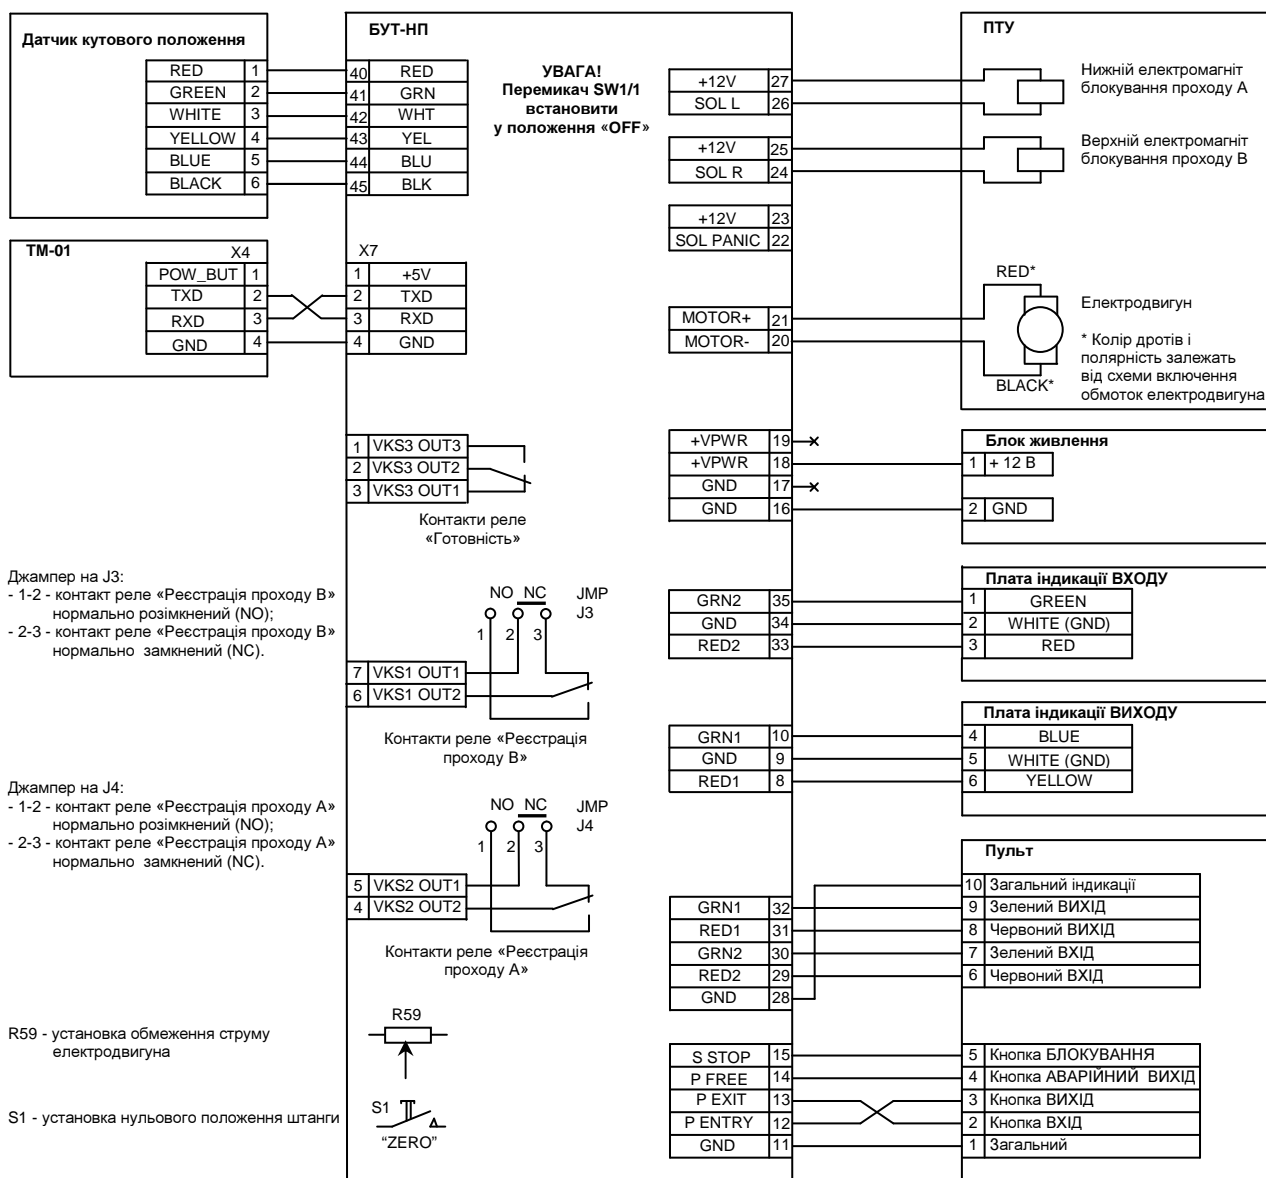 Датчик кутового положення
RED 1
GREEN 2
WHITE 3
YELLOW 4
BLUE 5
BLACK 6
ТМ-01
X4
POW_BUT 1
TXD 2
RXD 3
GND 4
БУТ-НП
40 RED
41 GRN
42 WHT
43 YEL
44 BLU
45 BLK
УВАГА!
Перемикач SW1/1
встановити
у положення «OFF»
X7
1 +5V
2 TXD
3 RXD
4 GND
1 VKS3 OUT3
2 VKS3 OUT2
3 VKS3 OUT1
Контакти реле
«Готовність»
Джампер на J3:
- 1-2 - контакт реле «Реєстрація проходу В»
нормально розімкнений (NO);
- 2-3 - контакт реле «Реєстрація проходу В»
нормально замкнений (NC).
NO NC JMP
J3
1 2 3
7 VKS1 OUT1
6 VKS1 OUT2
Контакти реле «Реєстрація
проходу В»
Джампер на J4:
- 1-2 - контакт реле «Реєстрація проходу А»
нормально розімкнений (NO);
- 2-3 - контакт реле «Реєстрація проходу А»
нормально замкнений (NC).
NO NC JMP
J4
1 2 3
5 VKS2 OUT1
4 VKS2 OUT2
Контакти реле «Реєстрація
проходу А»
R59 - установка обмеження струму
електродвигуна
R59
S1 - установка нульового положення штанги
S1
“ZERO”
+12V 27
SOL L 26
+12V 25
SOL R 24
+12V 23
SOL PANIC 22
MOTOR+ 21
MOTOR- 20
+VPWR 19
+VPWR 18
GND 17
GND 16
GRN2 35
GND 34
RED2 33
GRN1 10
GND 9
RED1 8
GRN1 32
RED1 31
GRN2 30
RED2 29
GND 28
S STOP 15
P FREE 14
P EXIT 13
P ENTRY 12
GND 11
ПТУ
Нижній електромагніт
блокування проходу А
Верхній електромагніт
блокування проходу В
RED*
BLACK*
Електродвигун
* Колір дротів і
полярність залежать
від схеми включення
обмоток електродвигуна
Блок живлення
1 + 12 В
2 GND
Плата індикації ВХОДУ
1 GREEN
2 WHITE (GND)
3 RED
Плата індикації ВИХОДУ
4 BLUE
5 WHITE (GND)
6 YELLOW
Пульт
10 Загальний індикації
9 Зелений ВИХІД
8 Червоний ВИХІД
7 Зелений ВХІД
6 Червоний ВХІД
5 Кнопка БЛОКУВАННЯ
4 Кнопка АВАРІЙНИЙ ВИХІД
3 Кнопка ВИХІД
2 Кнопка ВХІД
1 Загальний